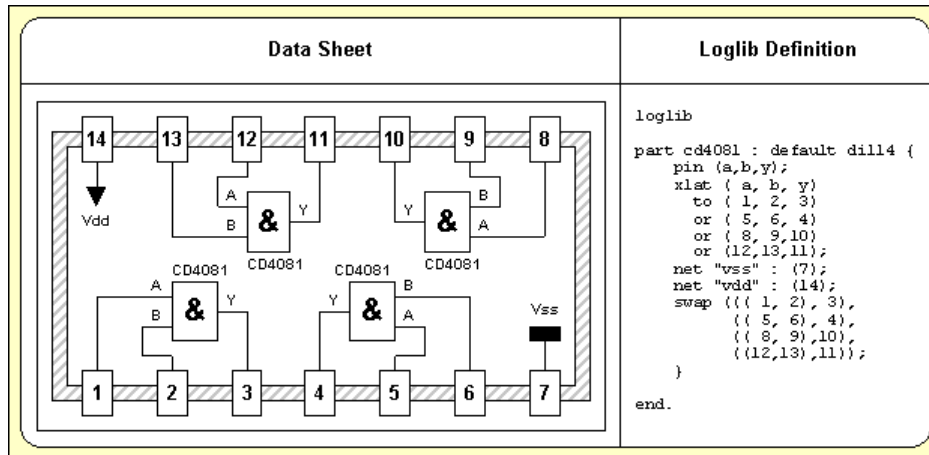 Data Sheet
Loglib Definition
14 13 12 11 10 9 8
Vdd
A
B
Y
&
CD4081
Y
B
A
&
CD4081
CD4081
A
B
Y
&
CD4081
Y
B
A
&
Vss
1 2 3 4 5 6 7
loglib
part cd4081 : default dil14 {
pin (a,b,y);
xlat ( a, b, y)
to ( 1, 2, 3)
or ( 5, 6, 4)
or ( 8, 9,10)
or (12,13,11);
net "vss" : (7);
net "vdd" : (14);
swap ((( 1, 2), 3),
(( 5, 6), 4),
(( 8, 9),10),
((12,13),11));
}
end.